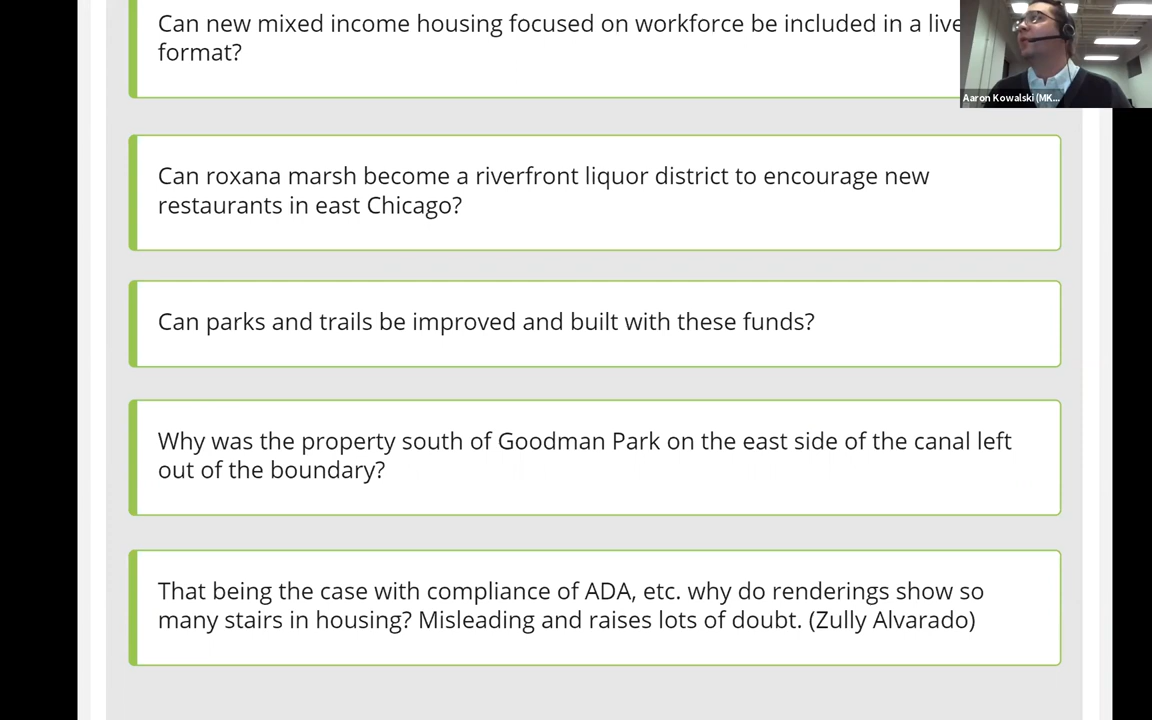 Can new mixed income housing focused on workforce be included in a live
format?
Aaron Kowalski (MK...
Can roxana marsh become a riverfront liquor district to encourage new
restaurants in east Chicago?
Can parks and trails be improved and built with these funds?
Why was the property south of Goodman Park on the east side of the canal left
out of the boundary?
That being the case with compliance of ADA, etc. why do renderings show so
many stairs in housing? Misleading and raises lots of doubt. (Zully Alvarado)